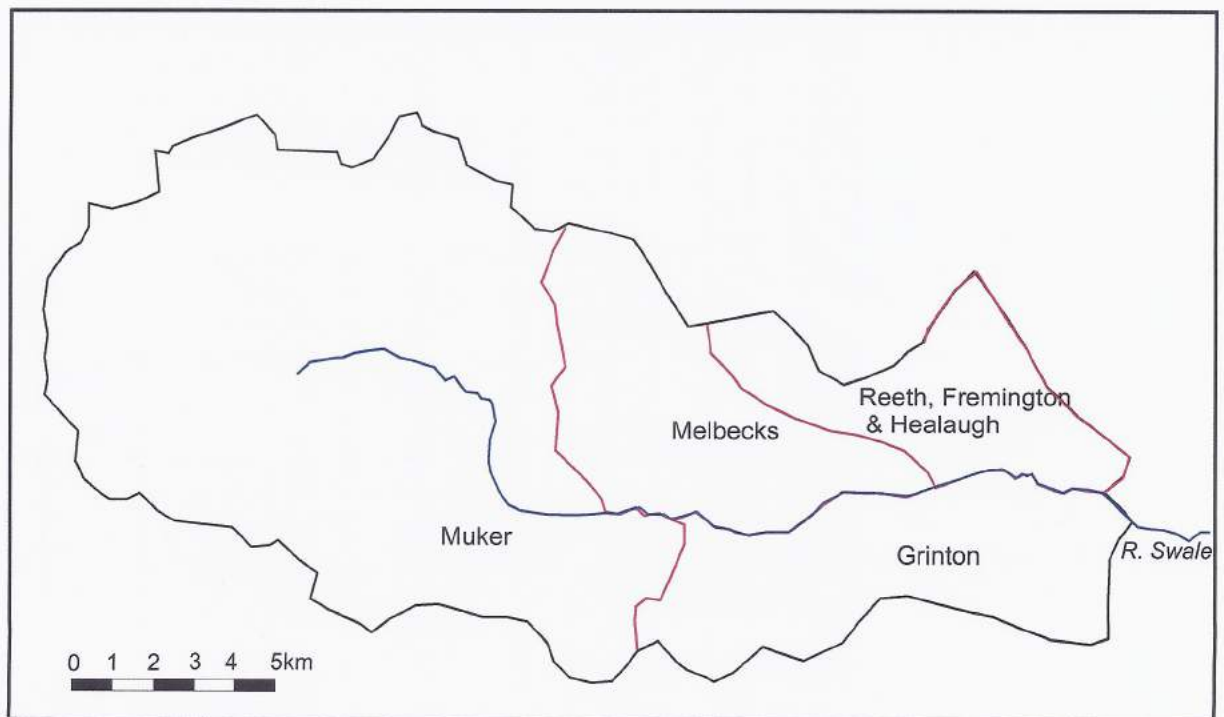 Reeth, Fremington
& Healaugh
Melbecks
Muker
Grinton
R. Swale
0 1 2 3 4 5km